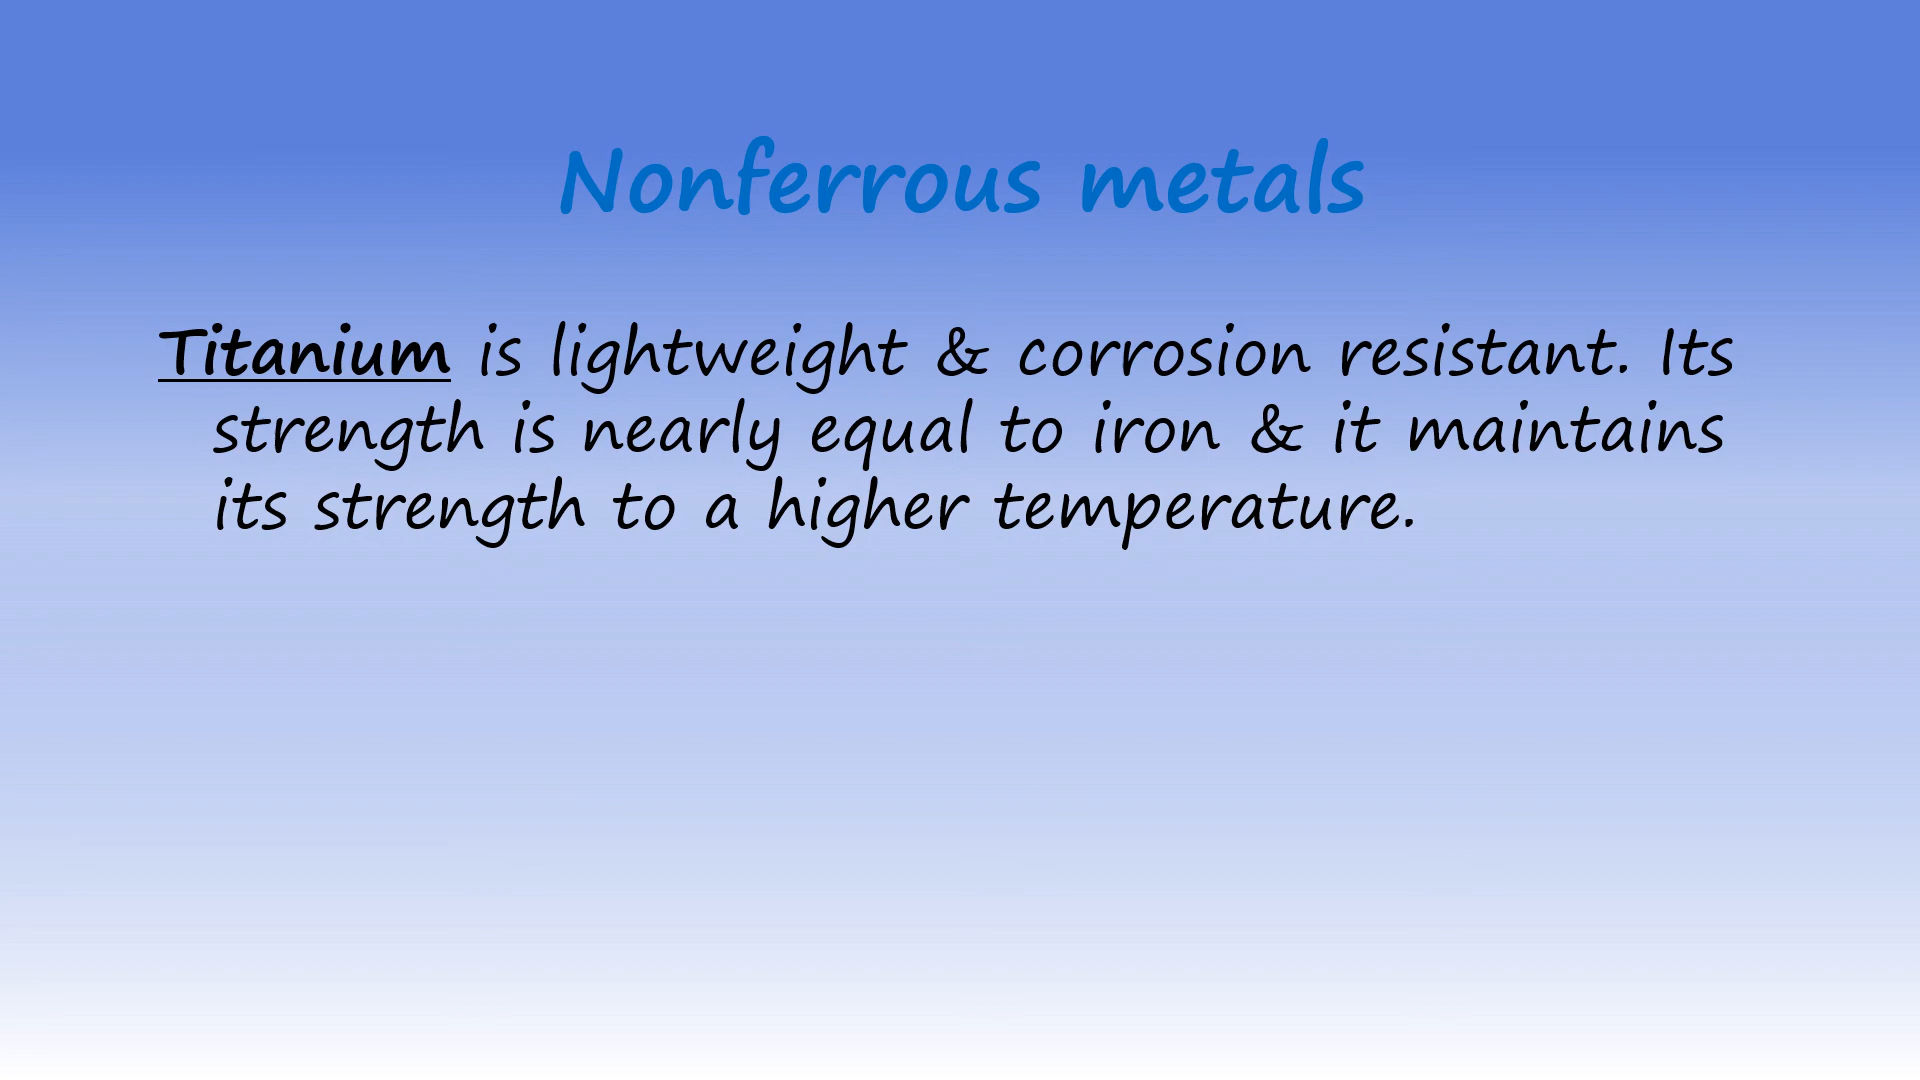 Nonferrous metals
Titanium is lightweight & corrosion resistant. Its
strength is nearly equal to iron & it maintains
its strength to a higher temperature.